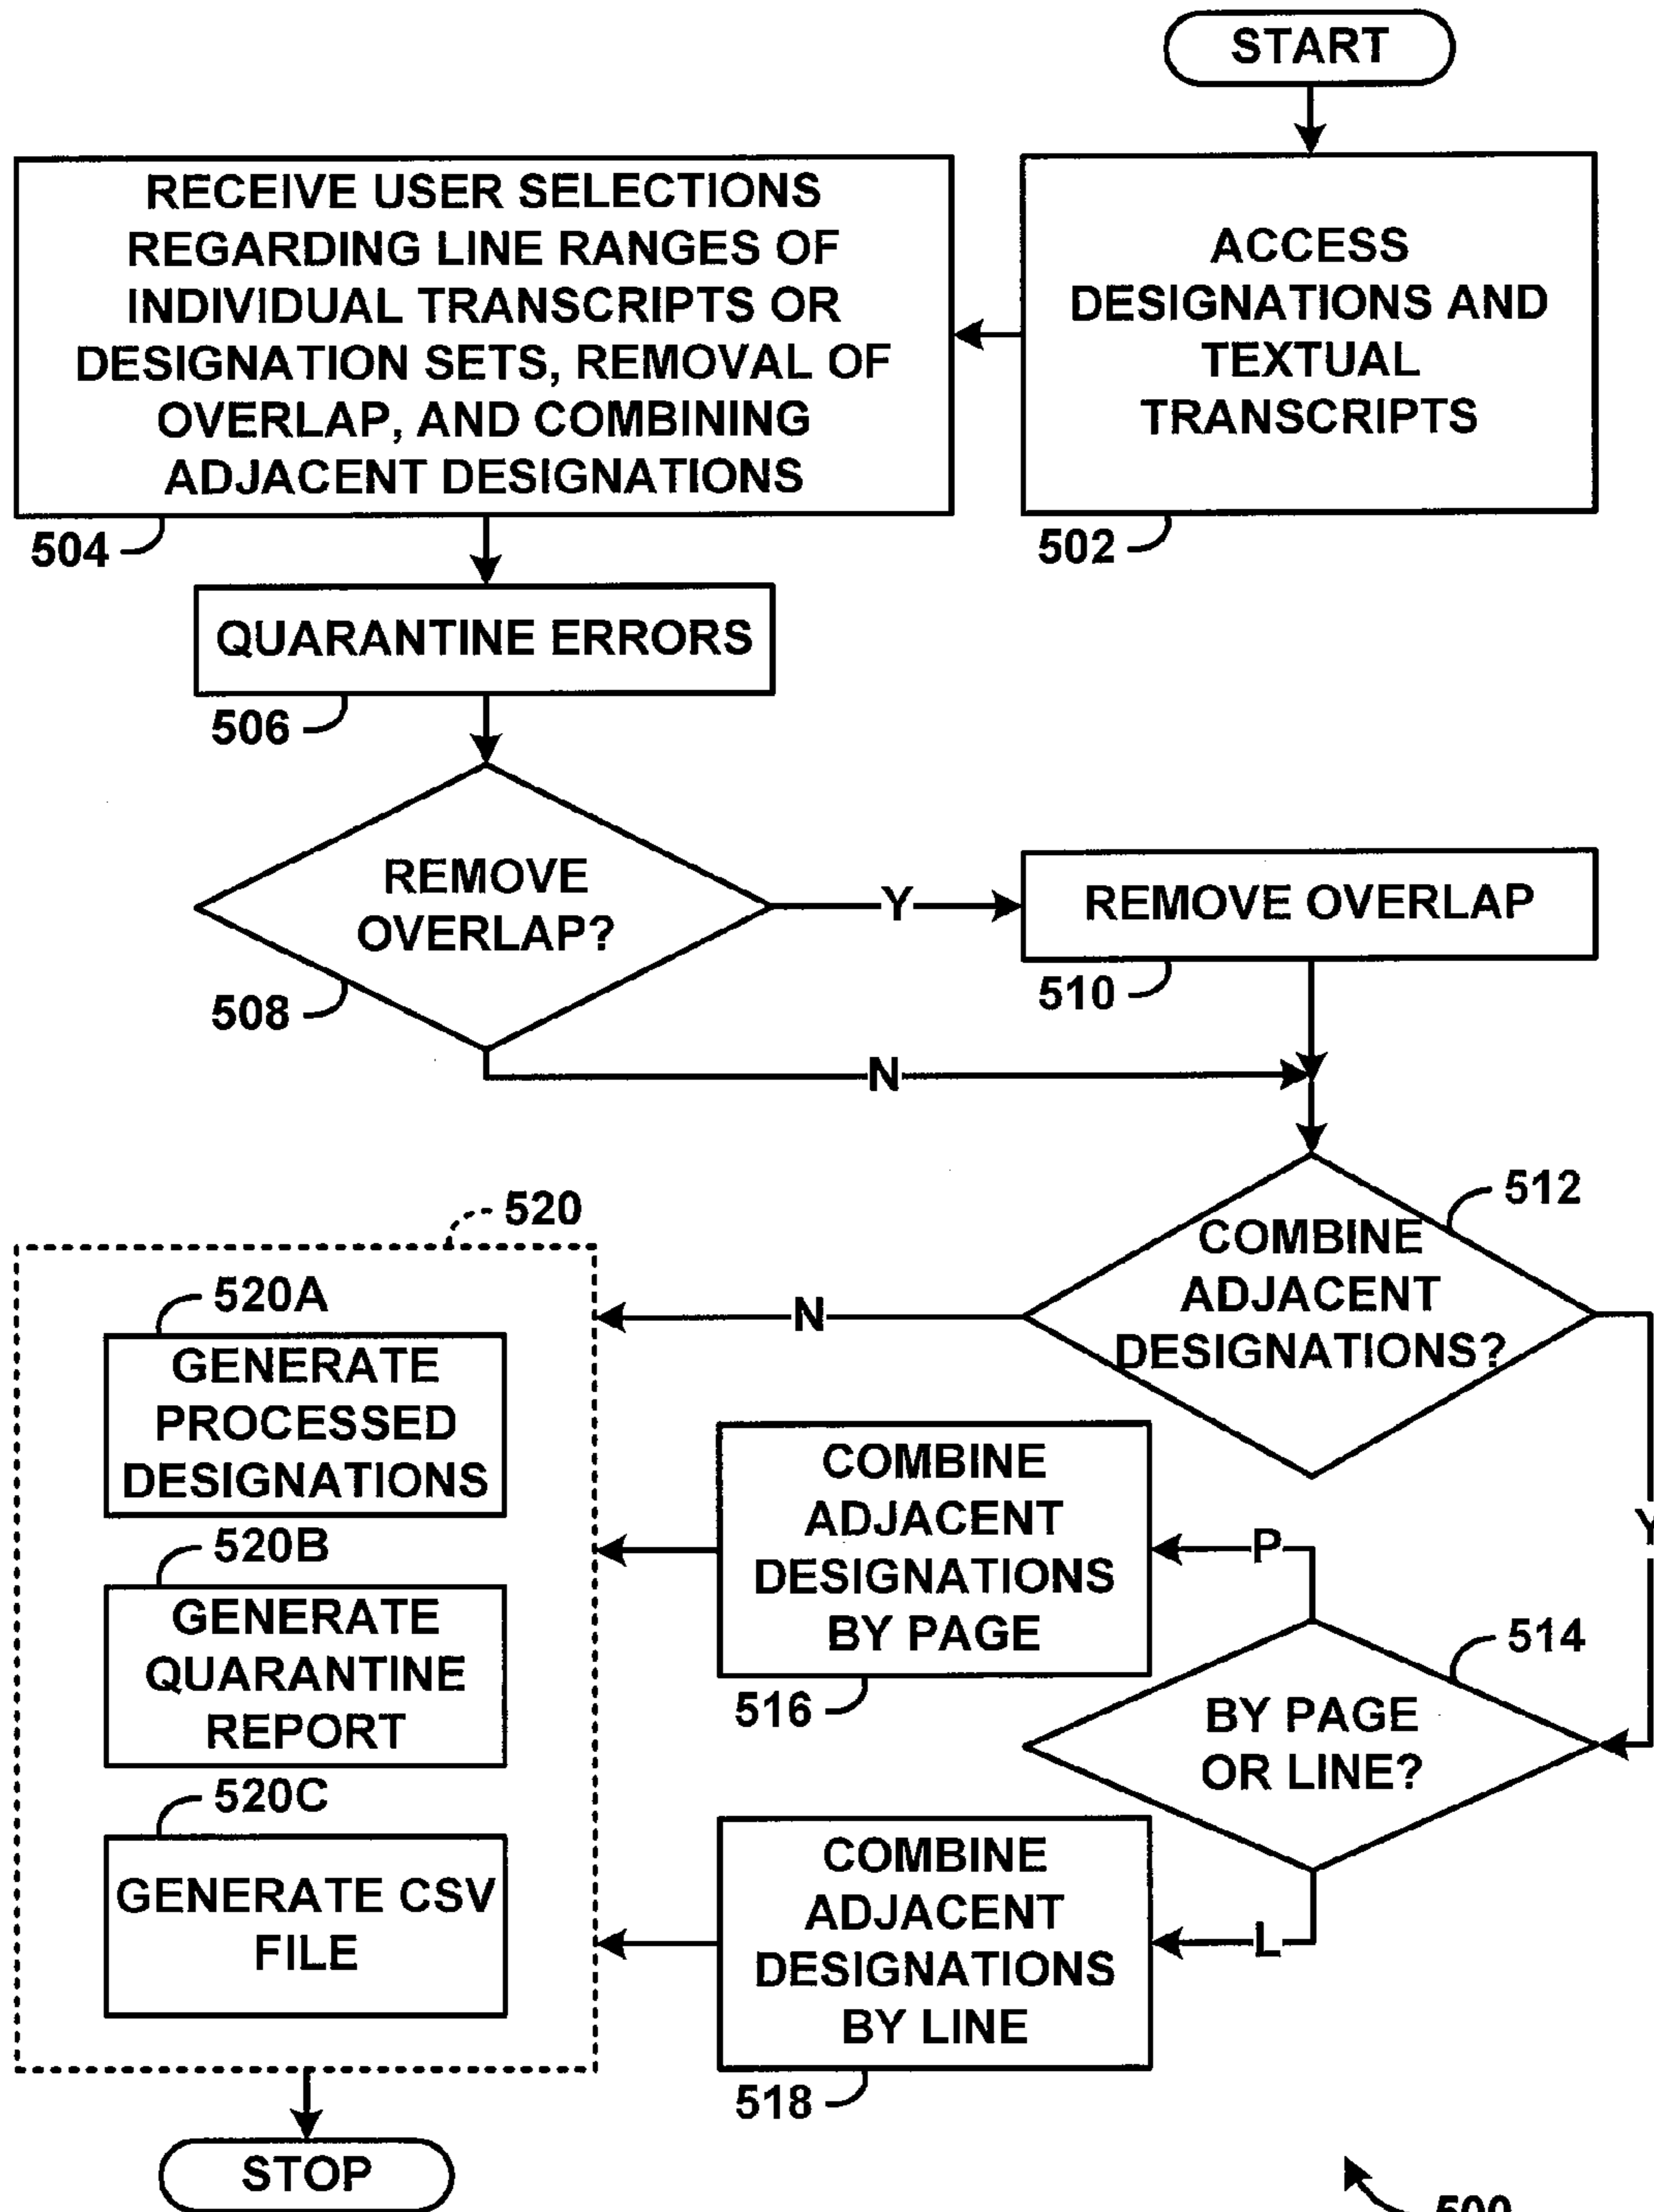 START
ACCESS
DESIGNATIONS AND
TEXTUAL
TRANSCRIPTS
502
RECEIVE USER SELECTIONS
REGARDING LINE RANGES OF
INDIVIDUAL TRANSCRIPTS OR
DESIGNATION SETS, REMOVAL OF
OVERLAP, AND COMBINING
ADJACENT DESIGNATIONS
504
QUARANTINE ERRORS
506
REMOVE
OVERLAP?
508
Y
REMOVE OVERLAP
510
N
512
COMBINE
ADJACENT
DESIGNATIONS?
N
Y
514
BY PAGE
OR LINE?
P
COMBINE
ADJACENT
DESIGNATIONS
BY PAGE
516
L
COMBINE
ADJACENT
DESIGNATIONS
BY LINE
518
520
520A
GENERATE
PROCESSED
DESIGNATIONS
520B
GENERATE
QUARANTINE
REPORT
520C
GENERATE CSV
FILE
STOP
500